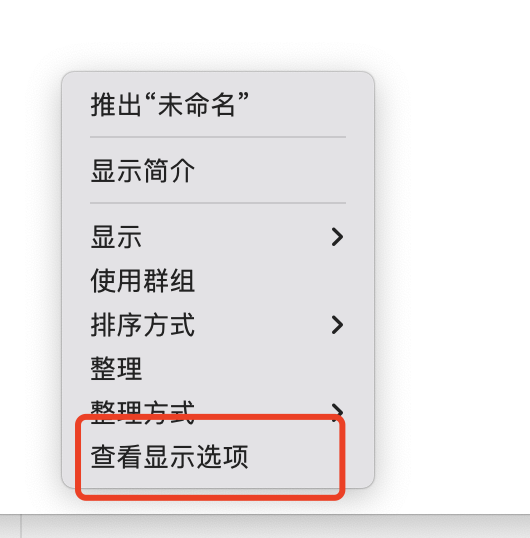 推出“未命名”
显示简介
显示
使用群组
排序方式
整理
整理方式
查看显示选项